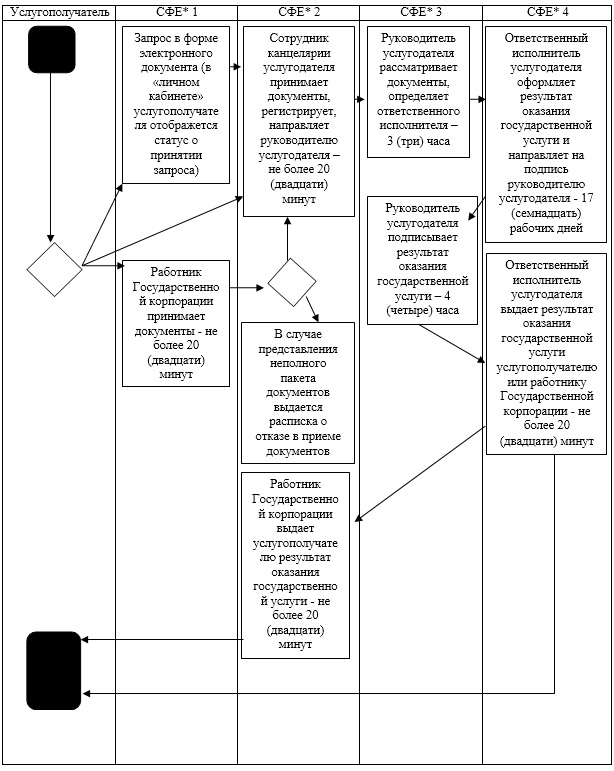 Услугополучатель
СФЕ* 1
СФЕ* 2
СФЕ* 3
СФЕ* 4
Запрос в форме
электронного
документа (в
«личном
кабинете»
услугополучате
ля отображется
статус о
принятии
запроса)
Сотрудник
канцелярии
услугодателя
принимает
документы,
регистрирует,
направляет
руководителю
услугодателя –
не более 20
(двадцати)
минут
Руководитель
услугодателя
рассматривает
документы,
определяет
ответственного
исполнителя –
3 (три) часа
Ответственный
исполнитель
услугодателя
оформляет
результат
оказания
государственной
услуги и
направляет на
подпись
руководителю
услугодателя - 17
(семнадцать)
рабочих дней
Руководитель
услугодателя
подписывает
результат
оказания
государственной
услуги – 4
(четыре) часа
Работник
Государственно
й корпорации
принимает
документы - не
более 20
(двадцати)
минут
Ответственный
исполнитель
услугодателя
выдает результат
оказания
государственной
услуги
услугополучателю
или работнику
Государственной
корпорации - не
более 20
(двадцати) минут
В случае
представления
неполного
пакета
документов
выдается
расписка о
отказе в приеме
документов
Работник
Государственно
й корпорации
выдает
услугополучате
лю результат
оказания
государственно
й услуги - не
более 20
(двадцати)
минут